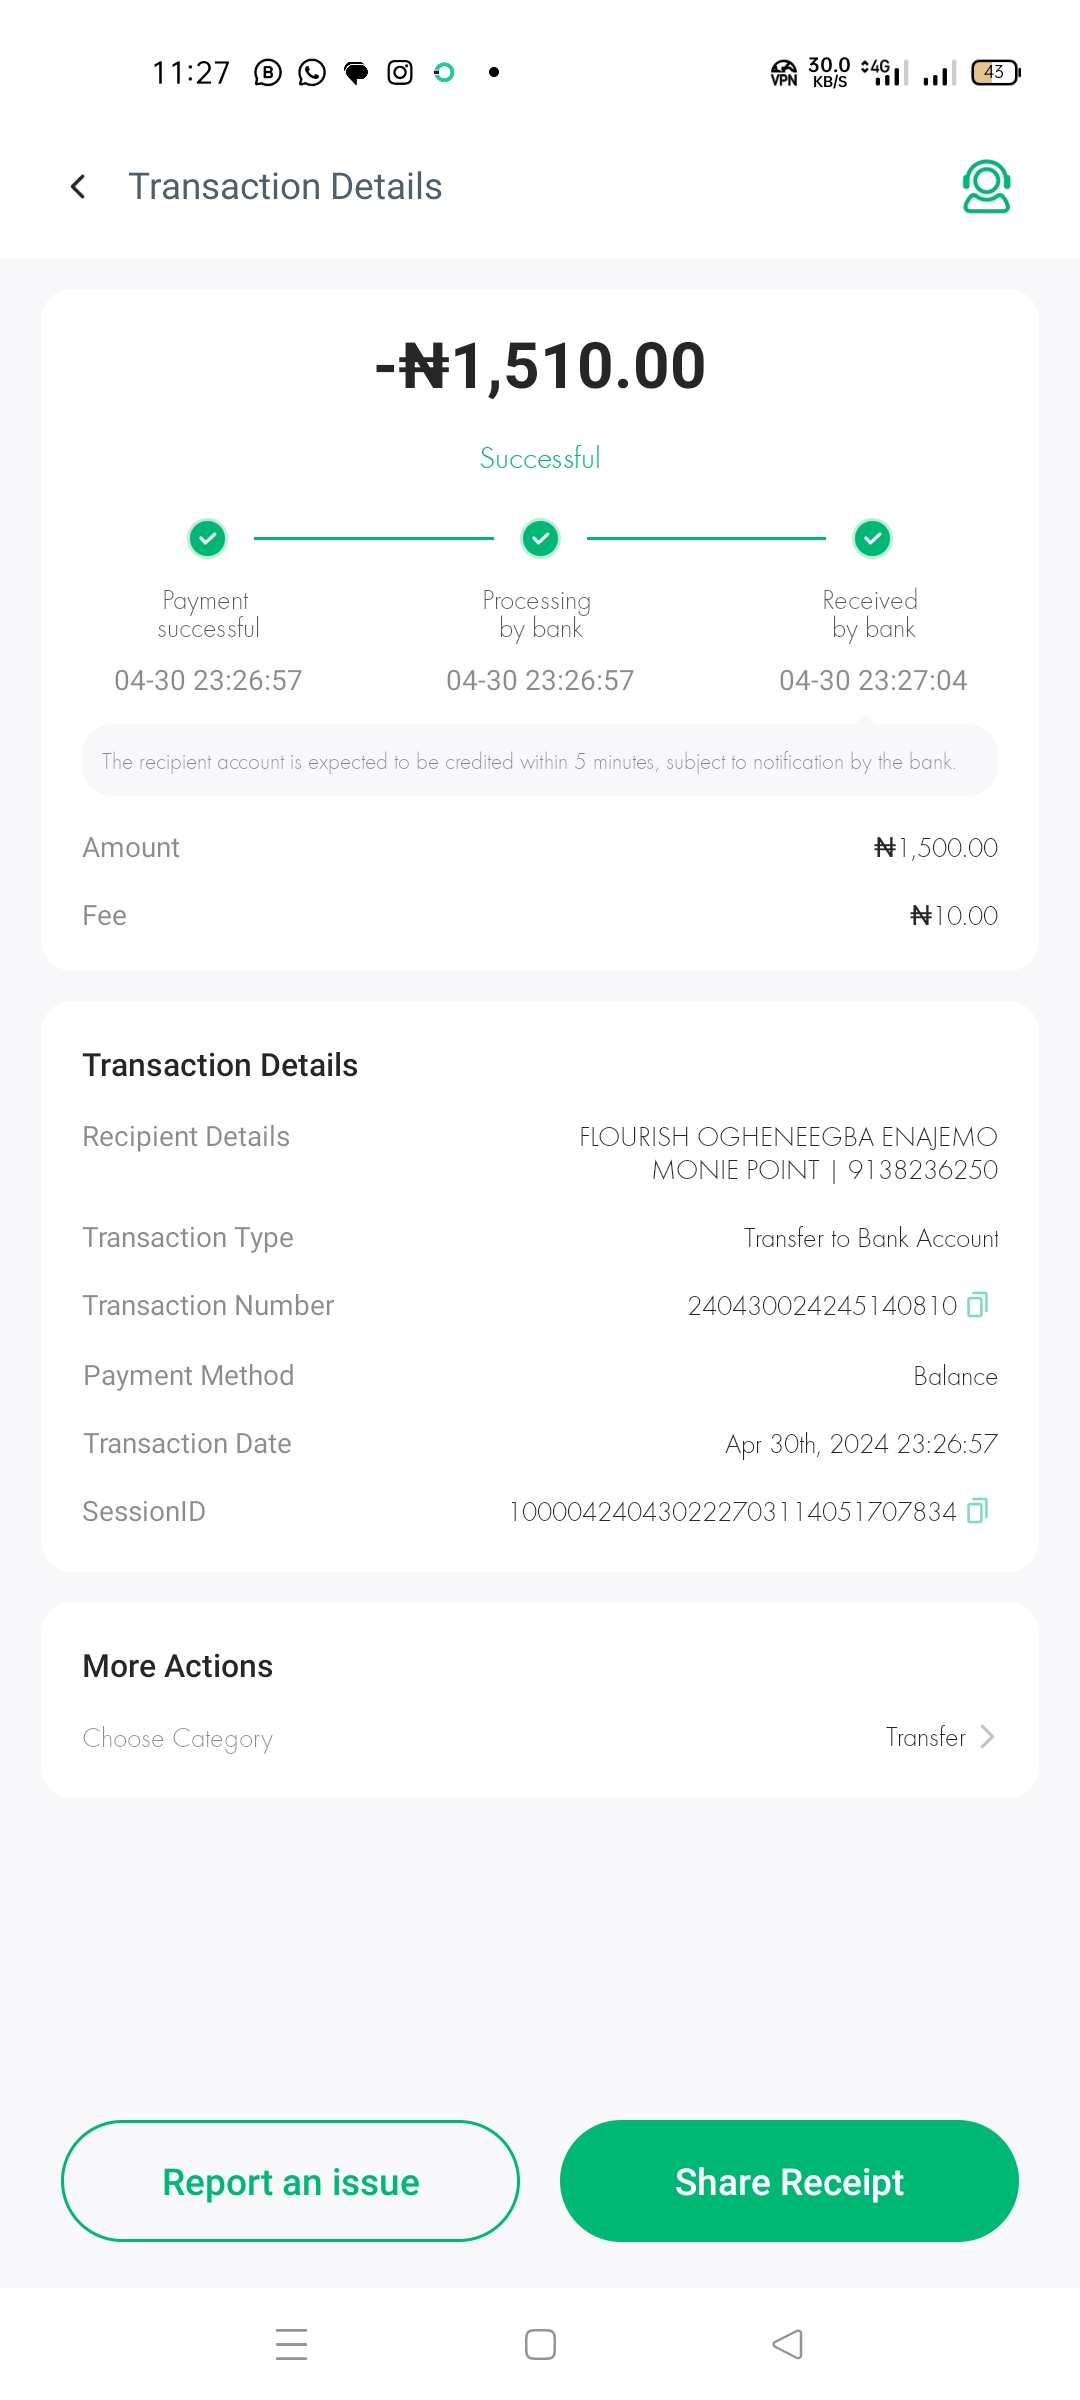 11:27
VPN 30.0 KB/S 4G 43
Transaction Details
-₦1,510.00
Successful
Payment successful
Processing by bank
Received by bank
04-30 23:26:57
04-30 23:26:57
04-30 23:27:04
The recipient account is expected to be credited within 5 minutes, subject to notification by the bank.
Amount ₦1,500.00
Fee ₦10.00
Transaction Details
Recipient Details FLOURISH OGHENEEGBA ENAJEMO
MONIE POINT | 9138236250
Transaction Type Transfer to Bank Account
Transaction Number 240430024245140810
Payment Method Balance
Transaction Date Apr 30th, 2024 23:26:57
SessionID 100004240430222703114051707834
More Actions
Choose Category Transfer
Report an issue
Share Receipt